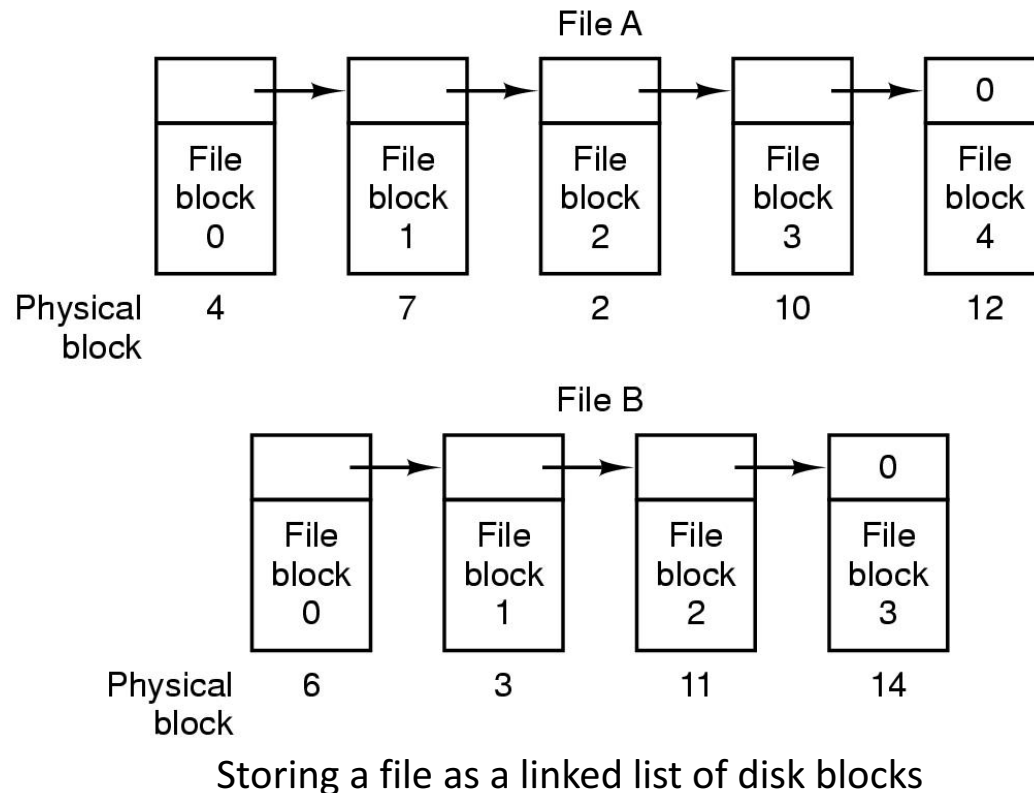 File A
0
File block 0
File block 1
File block 2
File block 3
File block 4
Physical block
4 7 2 10 12
File B
0
File block 0
File block 1
File block 2
File block 3
Physical block
6 3 11 14
Storing a file as a linked list of disk blocks